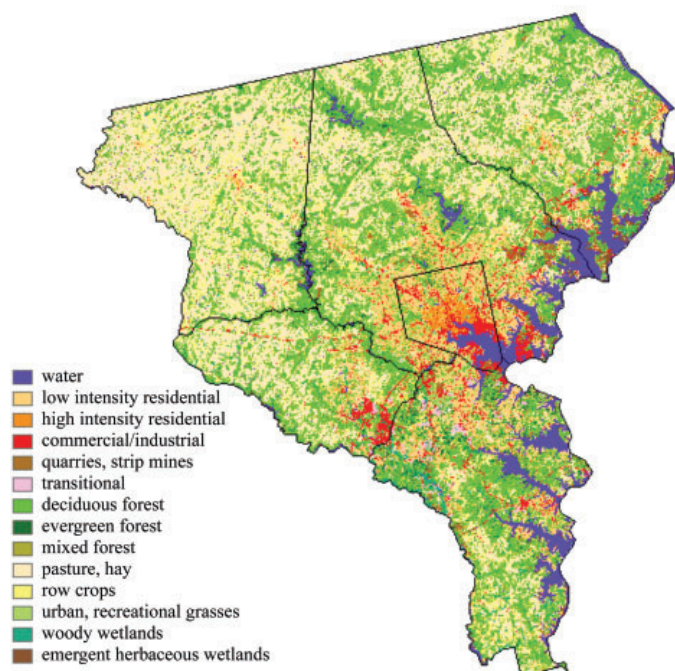 water
low intensity residential
high intensity residential
commercial/industrial
quarries, strip mines
transitional
deciduous forest
evergreen forest
mixed forest
pasture, hay
row crops
urban, recreational grasses
woody wetlands
emergent herbaceous wetlands